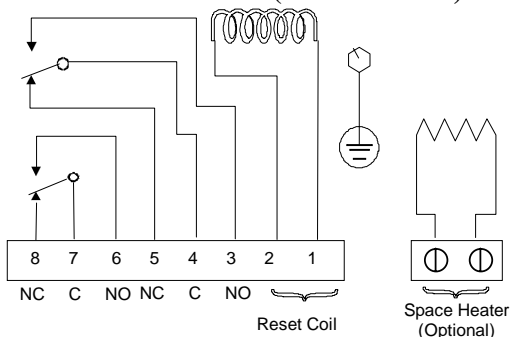 8 7 6 5 4 3 2 1
NC C NO NC C NO
Reset Coil
Space Heater
(Optional)